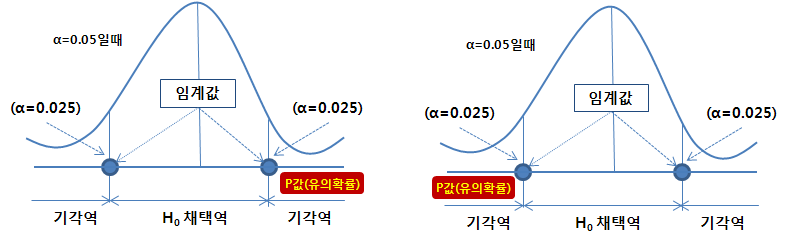 α=0.05일때
임계값
(α=0.025)
(α=0.025)
P값(유의확률)
기각역
H₀ 채택역
기각역
α=0.05일때
임계값
(α=0.025)
(α=0.025)
P값(유의확률)
기각역
H₀ 채택역
기각역